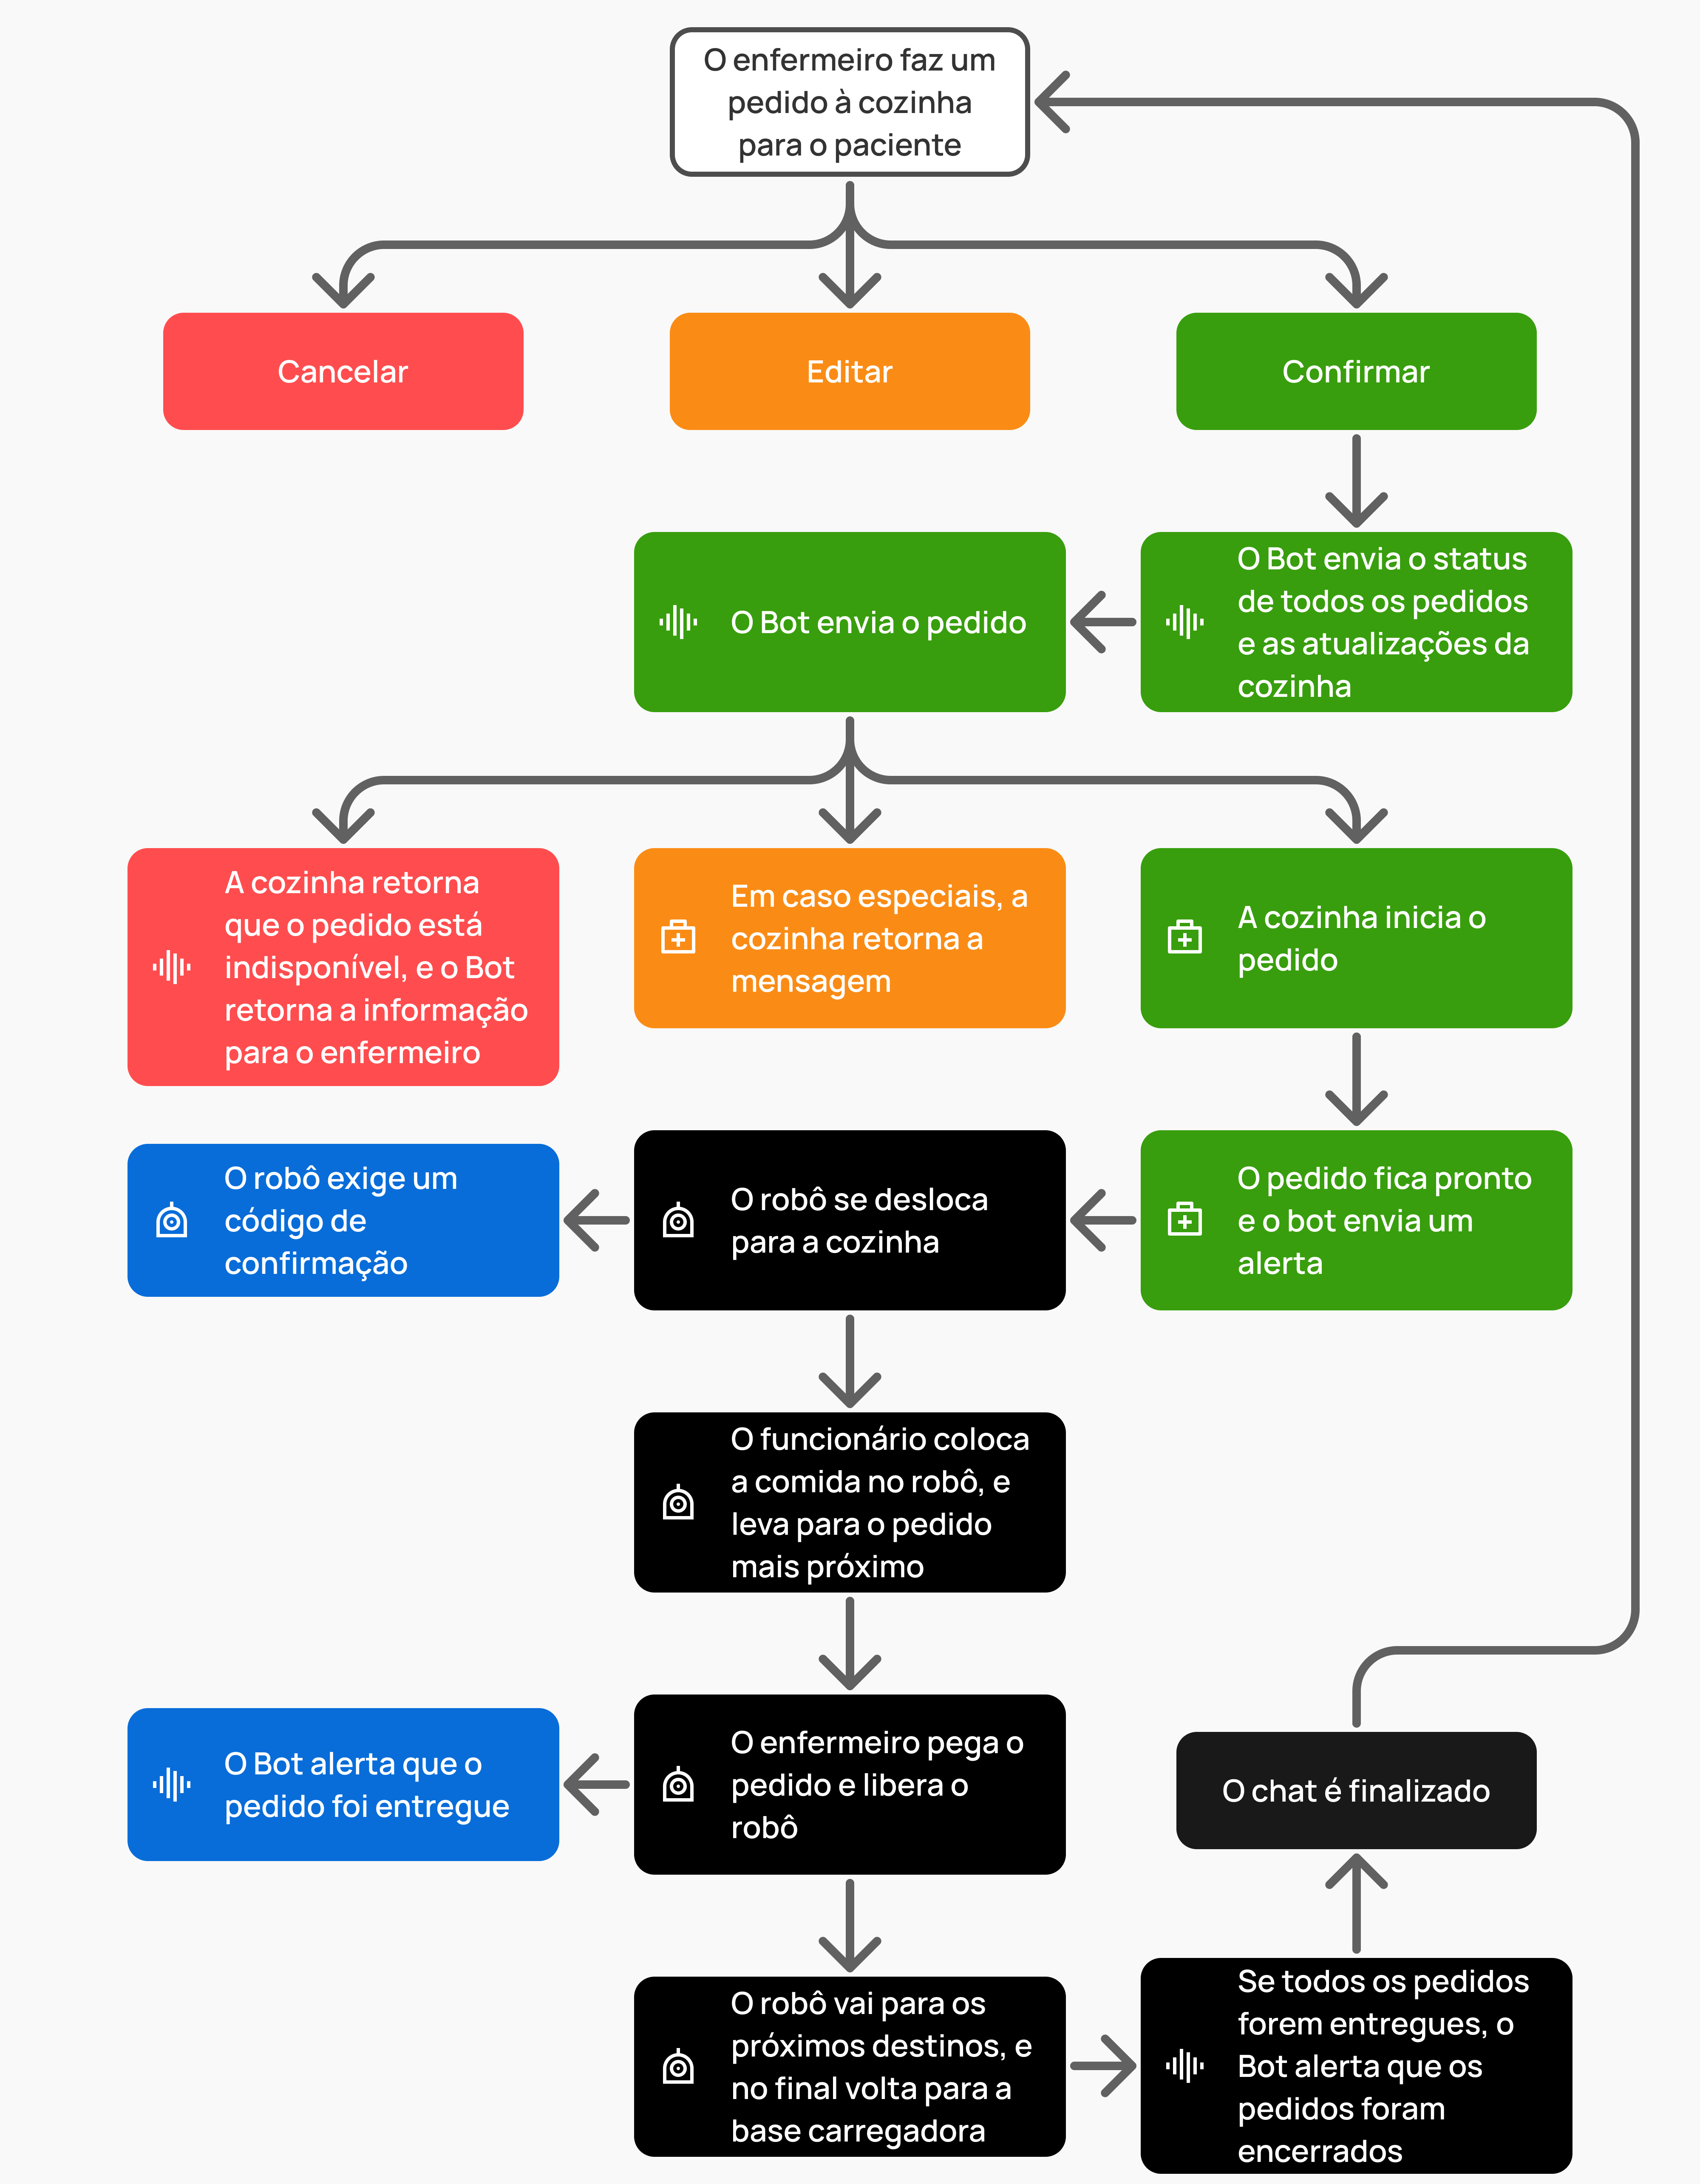 O enfermeiro faz um
pedido à cozinha
para o paciente
Cancelar
Editar
Confirmar
O Bot envia o pedido
O Bot envia o status
de todos os pedidos
e as atualizações da
cozinha
A cozinha retorna
que o pedido está
indisponível, e o Bot
retorna a informação
para o enfermeiro
Em caso especiais, a
cozinha retorna a
mensagem
A cozinha inicia o
pedido
O robô exige um
código de
confirmação
O robô se desloca
para a cozinha
O pedido fica pronto
e o bot envia um
alerta
O funcionário coloca
a comida no robô, e
leva para o pedido
mais próximo
O Bot alerta que o
pedido foi entregue
O enfermeiro pega o
pedido e libera o
robô
O chat é finalizado
O robô vai para os
próximos destinos, e
no final volta para a
base carregadora
Se todos os pedidos
forem entregues, o
Bot alerta que os
pedidos foram
encerrados